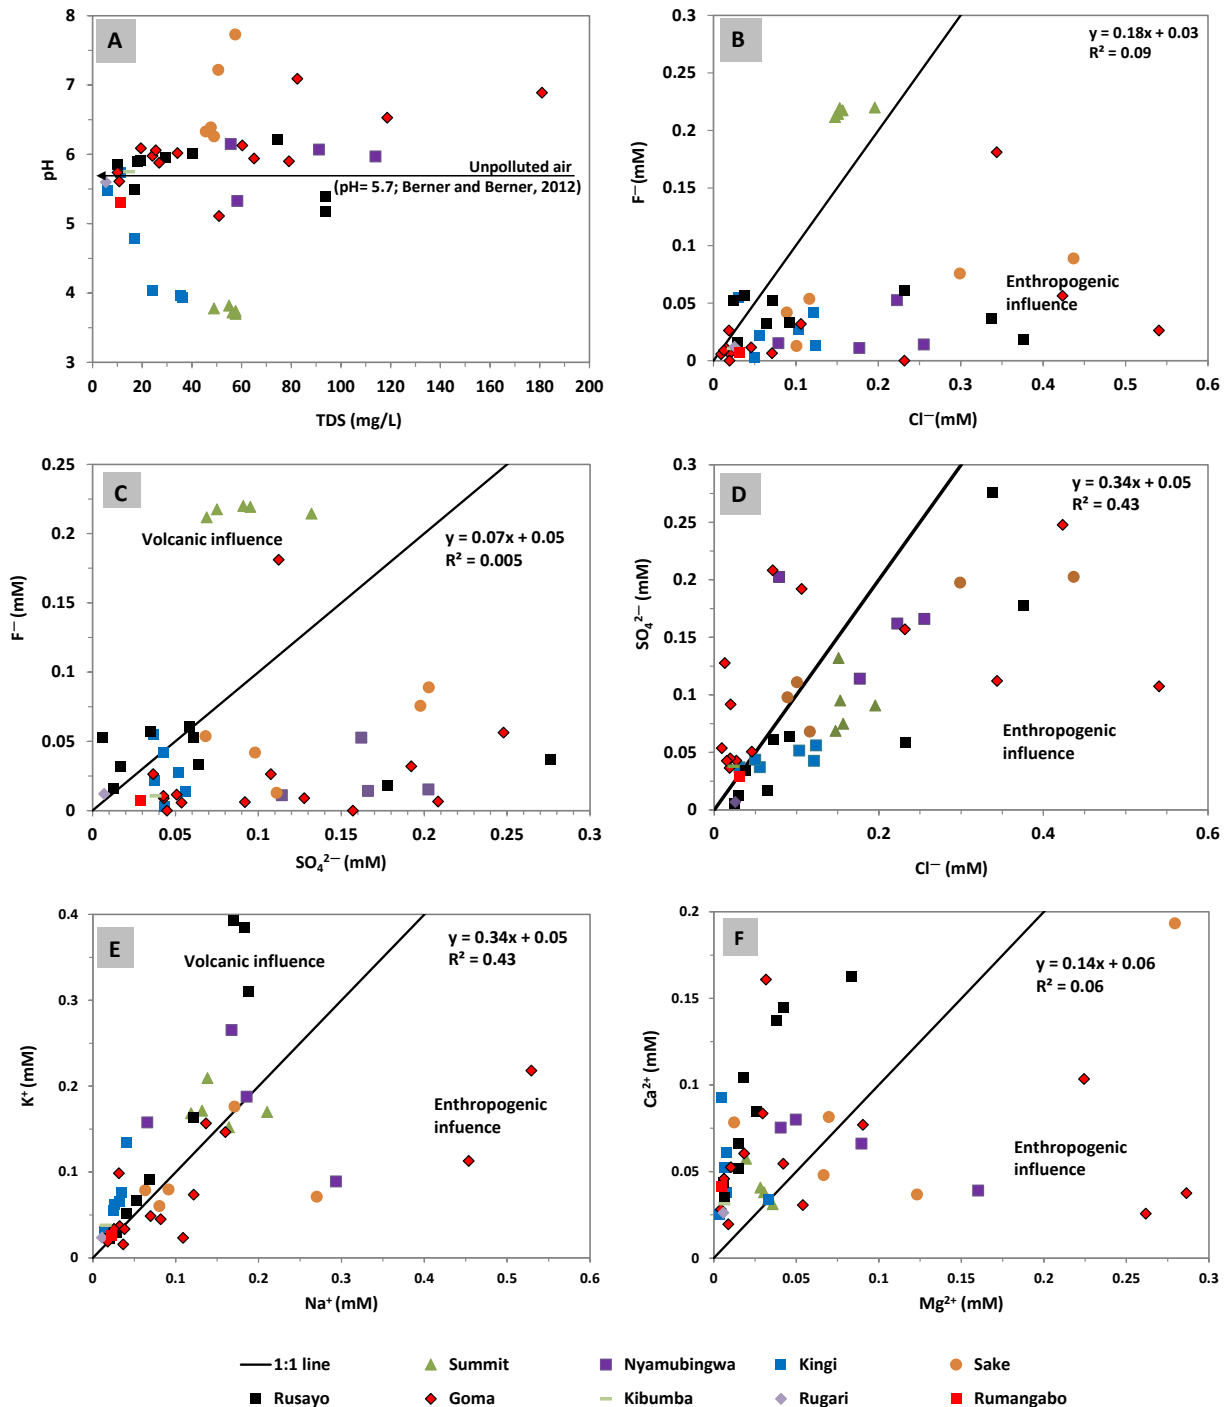 A
8
7
6
5
4
3
pH
Unpolluted air
(pH= 5.7; Berner and Berner, 2012)
0 20 40 60 80 100 120 140 160 180 200
TDS (mg/L)
B
0.3
0.25
0.2
0.15
0.1
0.05
0
F⁻ (mM)
y = 0.18x + 0.03
R² = 0.09
Enthropogenic
influence
0 0.1 0.2 0.3 0.4 0.5 0.6
Cl⁻ (mM)
C
0.25
0.2
0.15
0.1
0.05
0
F⁻ (mM)
Volcanic influence
y = 0.07x + 0.05
R² = 0.005
0 0.05 0.1 0.15 0.2 0.25 0.3
SO₄²⁻ (mM)
D
0.3
0.25
0.2
0.15
0.1
0.05
0
SO₄²⁻ (mM)
y = 0.34x + 0.05
R² = 0.43
Enthropogenic
influence
0 0.2 0.4 0.6
Cl⁻ (mM)
E
0.4
0.3
0.2
0.1
0
K⁺ (mM)
Volcanic influence
y = 0.34x + 0.05
R² = 0.43
Enthropogenic
infuence
0 0.1 0.2 0.3 0.4 0.5 0.6
Na⁺ (mM)
F
0.2
0.15
0.1
0.05
0
Ca²⁺ (mM)
y = 0.14x + 0.06
R² = 0.06
Enthropogenic
influence
0 0.05 0.1 0.15 0.2 0.25 0.3
Mg²⁺ (mM)
1:1 line Summit Nyamubingwa Kingi Sake
Rusayo Goma Kibumba Rugari Rumangabo